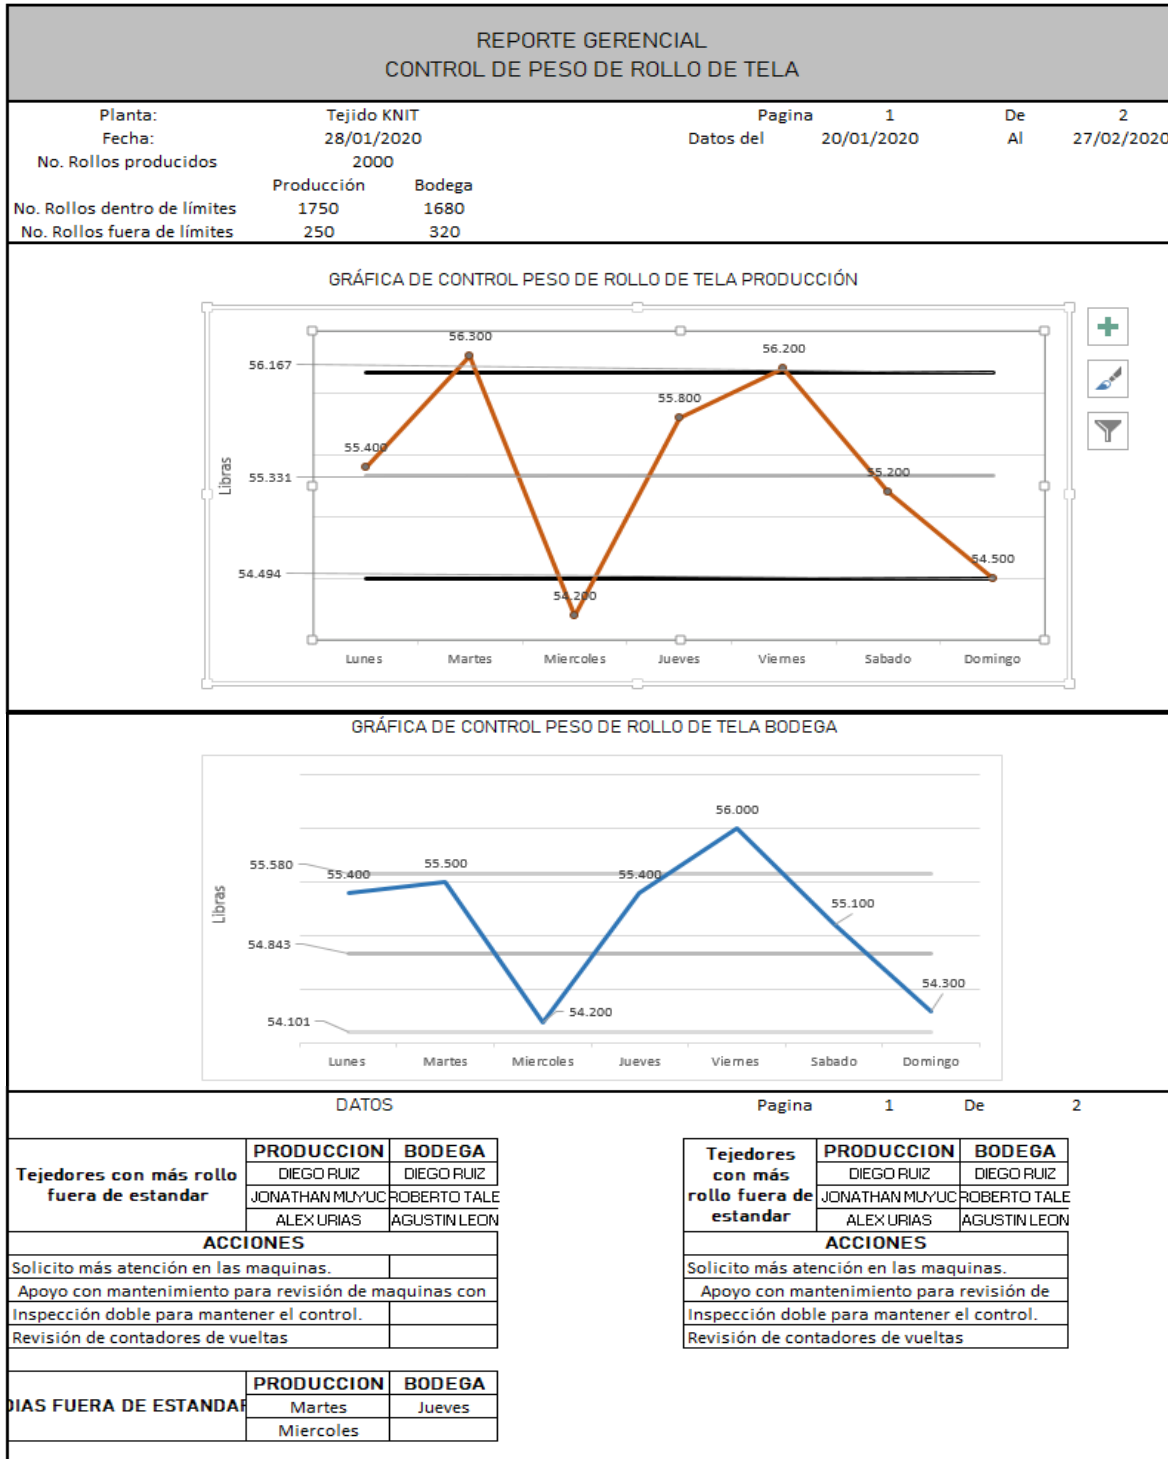 REPORTE GERENCIAL
CONTROL DE PESO DE ROLLO DE TELA
Planta: Tejido KNIT Pagina 1 De 2
Fecha: 28/01/2020 Datos del 20/01/2020 Al 27/02/2020
No. Rollos producidos 2000
Producción Bodega
No. Rollos dentro de límites 1750 1680
No. Rollos fuera de límites 250 320
GRÁFICA DE CONTROL PESO DE ROLLO DE TELA PRODUCCIÓN
56.300
56.200
56.167
55.800
55.400
55.200
55.331
Libras
54.500
54.494
54.200
Lunes Martes Miercoles Jueves Viernes Sabado Domingo
GRÁFICA DE CONTROL PESO DE ROLLO DE TELA BODEGA
56.000
55.580
55.500
55.400
55.400
55.100
Libras
54.843
54.300
54.200
54.101
Lunes Martes Miercoles Jueves Viernes Sabado Domingo
DATOS Pagina 1 De 2
Tejedores con más rollo fuera de estandar
PRODUCCION BODEGA
DIEGO RUIZ DIEGO RUIZ
JONATHAN MUYUC ROBERTO TALE
ALEX URIAS AGUSTIN LEON
ACCIONES
Solicito más atención en las maquinas.
Apoyo con mantenimiento para revisión de maquinas con
Inspección doble para mantener el control.
Revisión de contadores de vueltas
Tejedores con más rollo fuera de estandar
PRODUCCION BODEGA
DIEGO RUIZ DIEGO RUIZ
JONATHAN MUYUC ROBERTO TALE
ALEX URIAS AGUSTIN LEON
ACCIONES
Solicito más atención en las maquinas.
Apoyo con mantenimiento para revisión de
Inspección doble para mantener el control.
Revisión de contadores de vueltas
PRODUCCION BODEGA
DIAS FUERA DE ESTANDAR
Martes Jueves
Miercoles